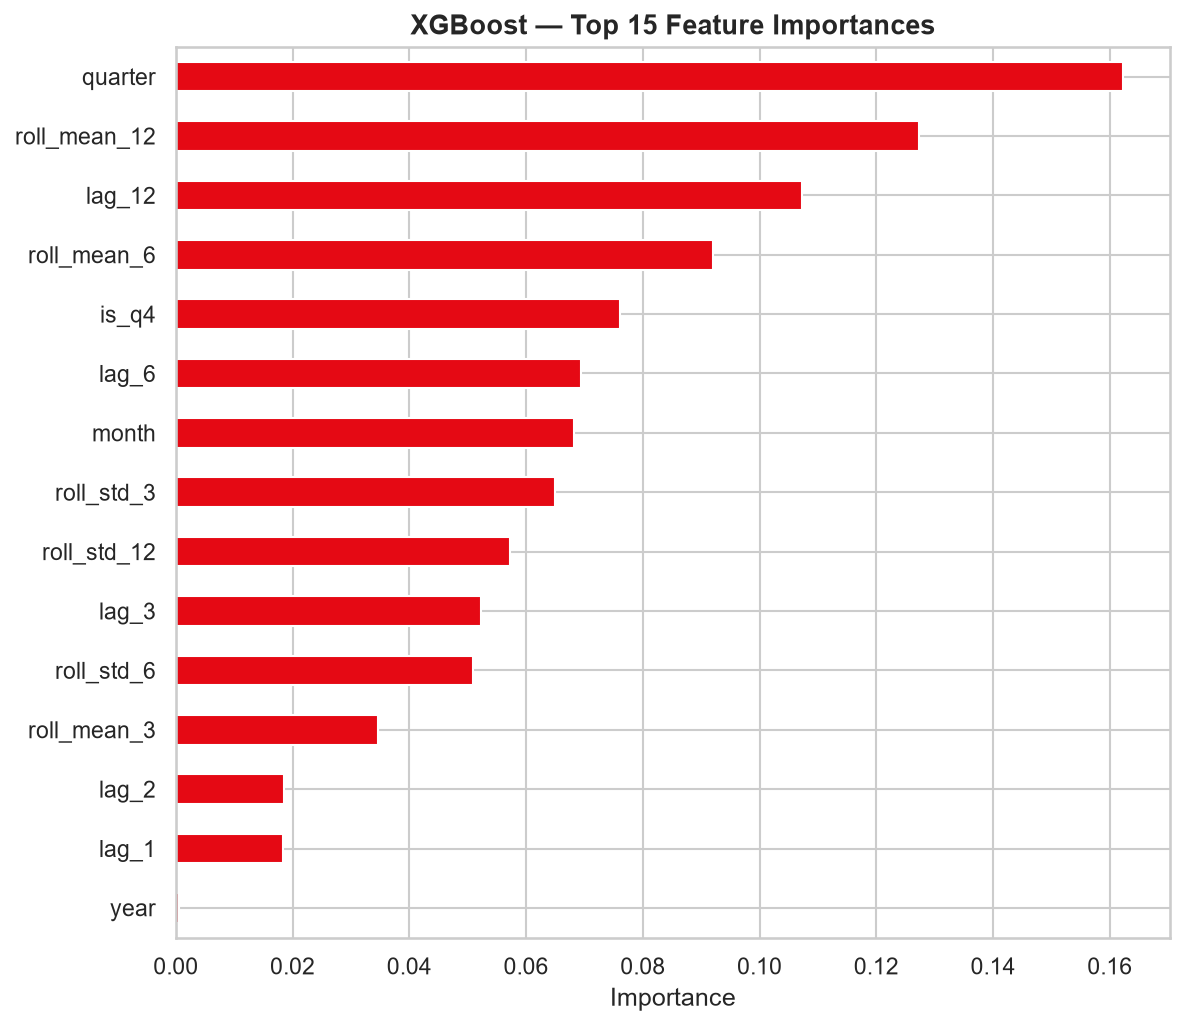 XGBoost — Top 15 Feature Importances
quarter
roll_mean_12
lag_12
roll_mean_6
is_q4
lag_6
month
roll_std_3
roll_std_12
lag_3
roll_std_6
roll_mean_3
lag_2
lag_1
year
0.00 0.02 0.04 0.06 0.08 0.10 0.12 0.14 0.16
Importance